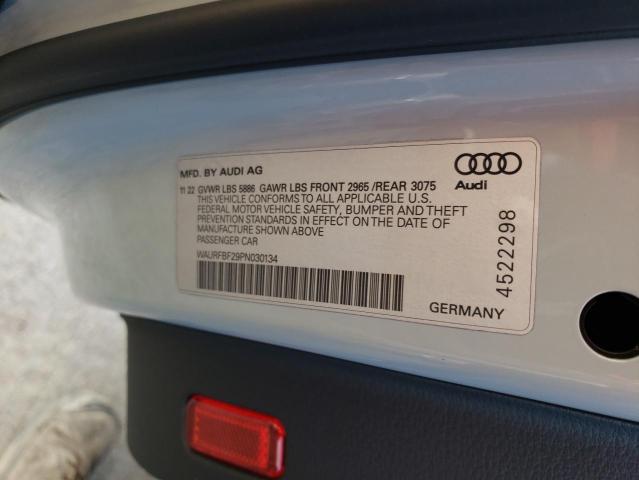 MFD. BY AUDI AG
Audi
11 22 GVWR LBS 5886 GAWR LBS FRONT 2965 /REAR 3075
THIS VEHICLE CONFORMS TO ALL APPLICABLE U.S.
FEDERAL MOTOR VEHICLE SAFETY, BUMPER AND THEFT
PREVENTION STANDARDS IN EFFECT ON THE DATE OF
MANUFACTURE SHOWN ABOVE
PASSENGER CAR
WAURFBF29PN030134
GERMANY
4522298